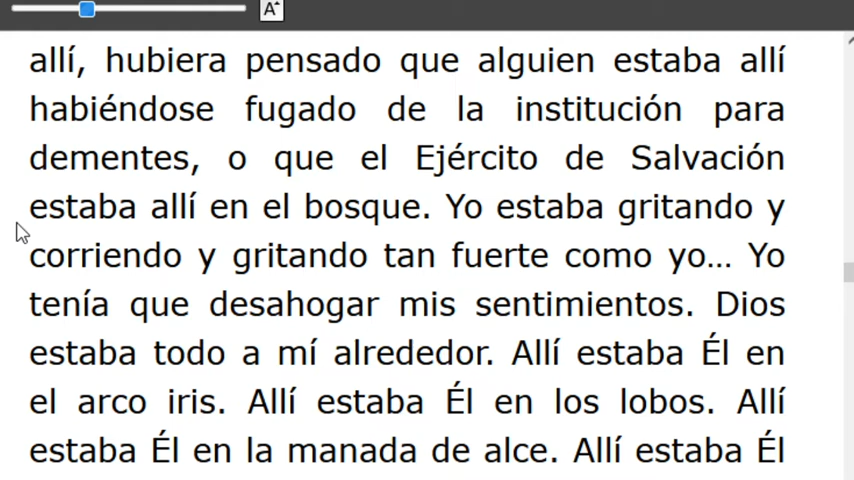 A
allí, hubiera pensado que alguien estaba allí
habiéndose fugado de la institución para
dementes, o que el Ejército de Salvación
estaba allí en el bosque. Yo estaba gritando y
corriendo y gritando tan fuerte como yo... Yo
tenía que desahogar mis sentimientos. Dios
estaba todo a mí alrededor. Allí estaba Él en
el arco iris. Allí estaba Él en los lobos. Allí
estaba Él en la manada de alce. Allí estaba Él